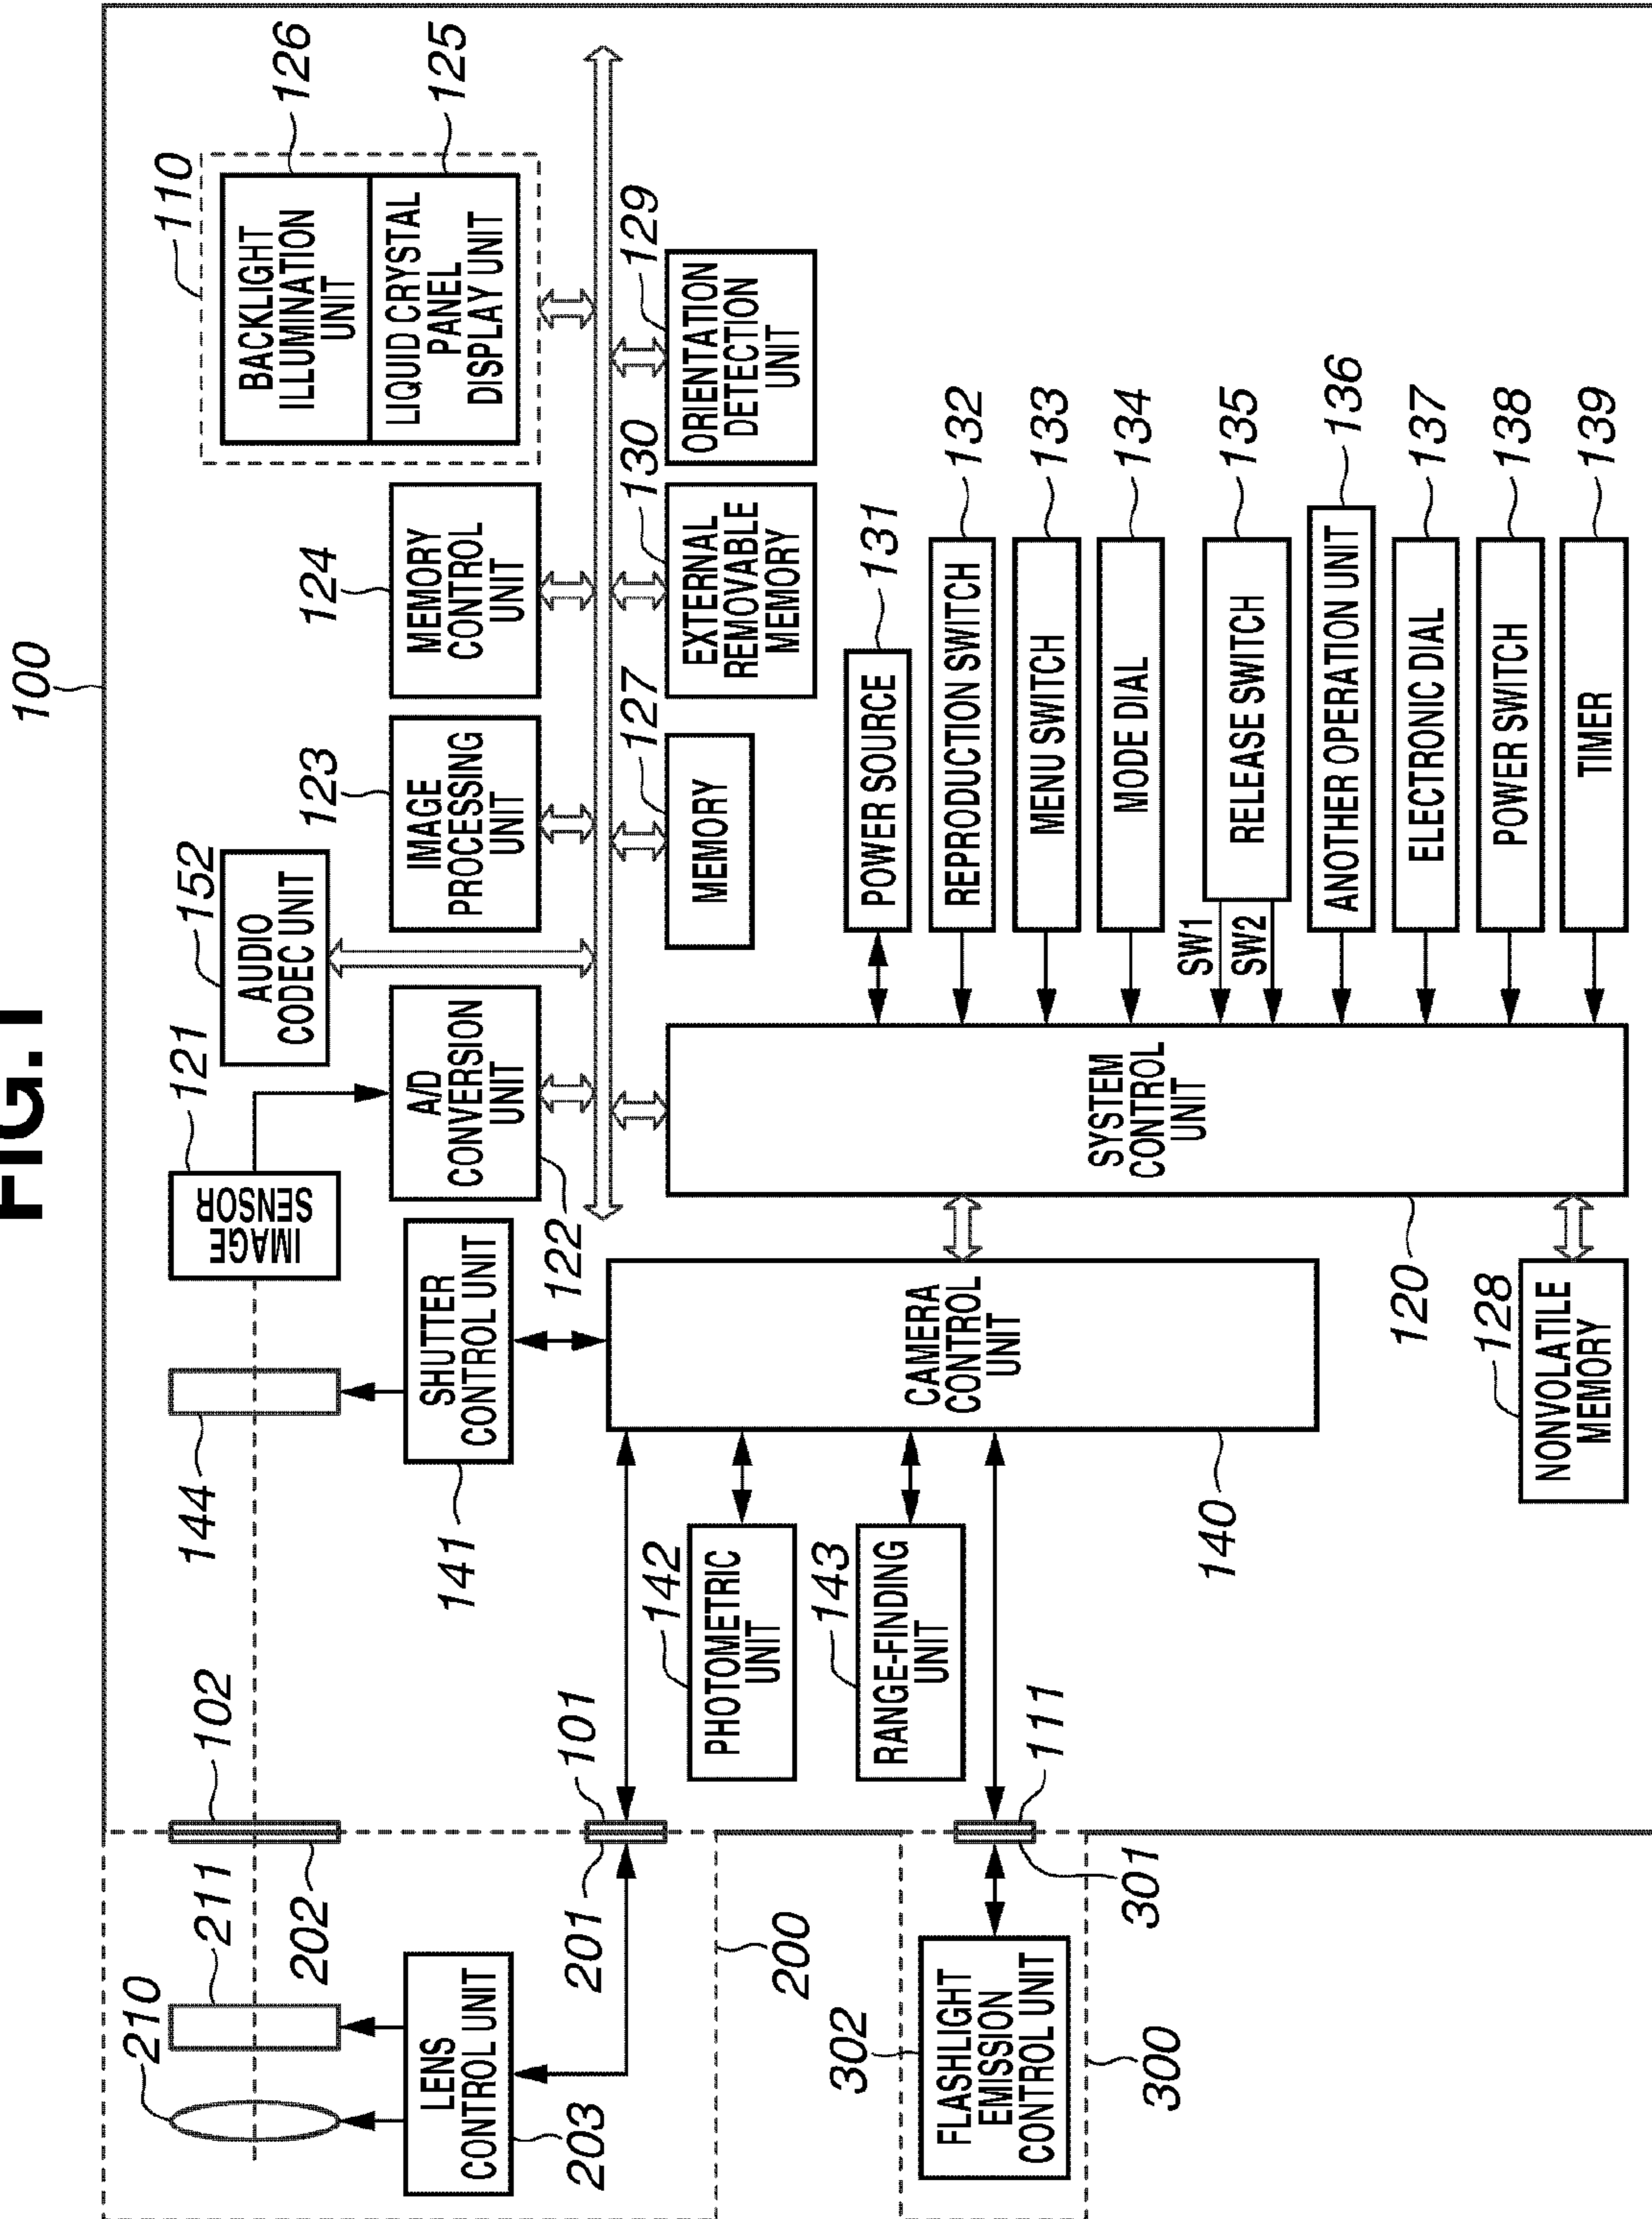 FIG.1
100
110
126
125
BACKLIGHT
ILLUMINATION
UNIT
LIQUID CRYSTAL
PANEL
DISPLAY UNIT
124
MEMORY
CONTROL
UNIT
123
IMAGE
PROCESSING
UNIT
152
AUDIO
CODEC UNIT
121
IMAGE
SENSOR
A/D
CONVERSION
UNIT
122
144
SHUTTER
CONTROL UNIT
141
102
202
211
210
LENS
CONTROL UNIT
203
101
201
200
129
ORIENTATION
DETECTION
UNIT
130
EXTERNAL
REMOVABLE
MEMORY
127
MEMORY
SYSTEM
CONTROL
UNIT
120
CAMERA
CONTROL
UNIT
140
142
PHOTOMETRIC
UNIT
143
RANGE-FINDING
UNIT
111
301
302
FLASHLIGHT
EMISSION
CONTROL UNIT
300
128
NONVOLATILE
MEMORY
POWER SOURCE
131
REPRODUCTION SWITCH
132
MENU SWITCH
133
MODE DIAL
134
SW1
SW2
RELEASE SWITCH
135
ANOTHER OPERATION UNIT
136
ELECTRONIC DIAL
137
POWER SWITCH
138
TIMER
139